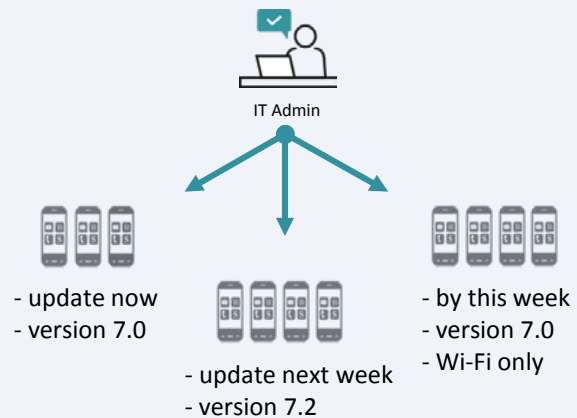 IT Admin
- update now
- version 7.0
- update next week
- version 7.2
- by this week
- version 7.0
- Wi-Fi only